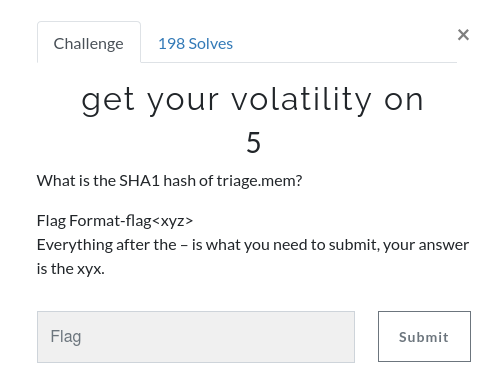 Challenge 198 Solves ×
get your volatility on
5
What is the SHA1 hash of triage.mem?
Flag Format-flag<xyz>
Everything after the – is what you need to submit, your answer
is the xyx.
Flag Submit